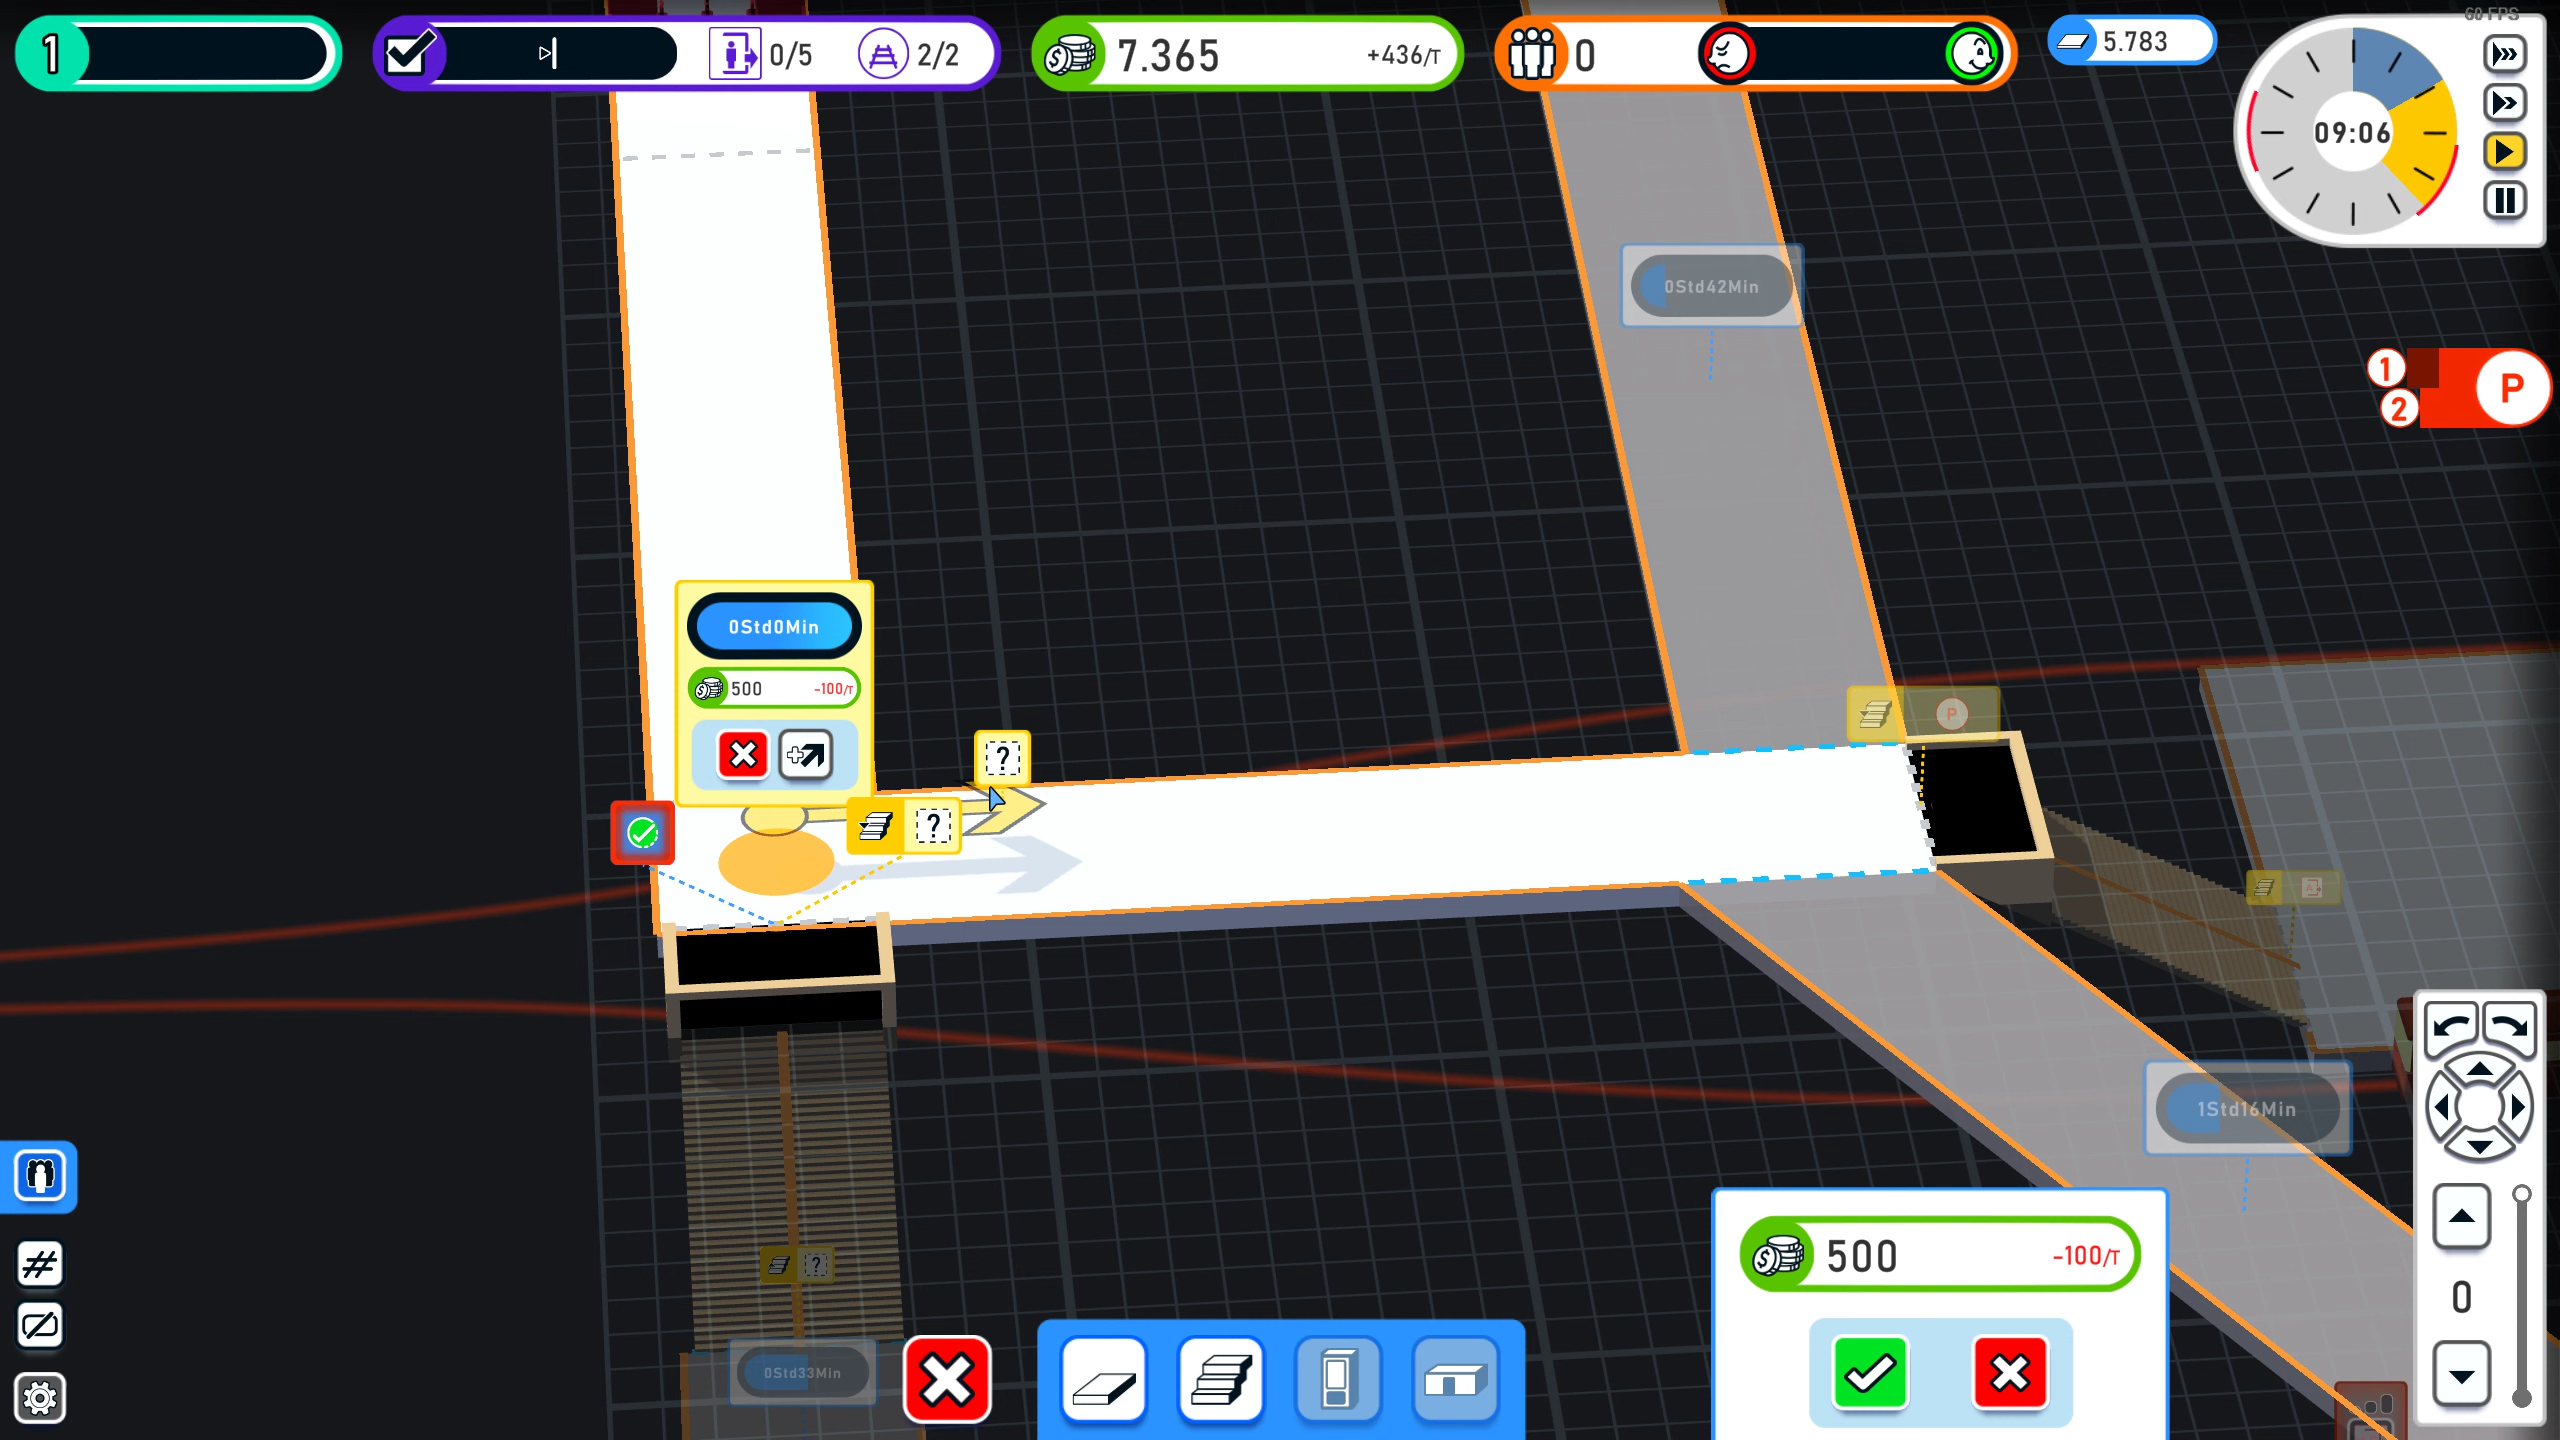 60 FPS
1
0/5
2/2
7.365
+436/T
0
5.783
09:06
0Std42Min
1
2
P
0Std0Min
500
-100/T
?
?
P
1Std16Min
?
0Std33Min
500
-100/T
0